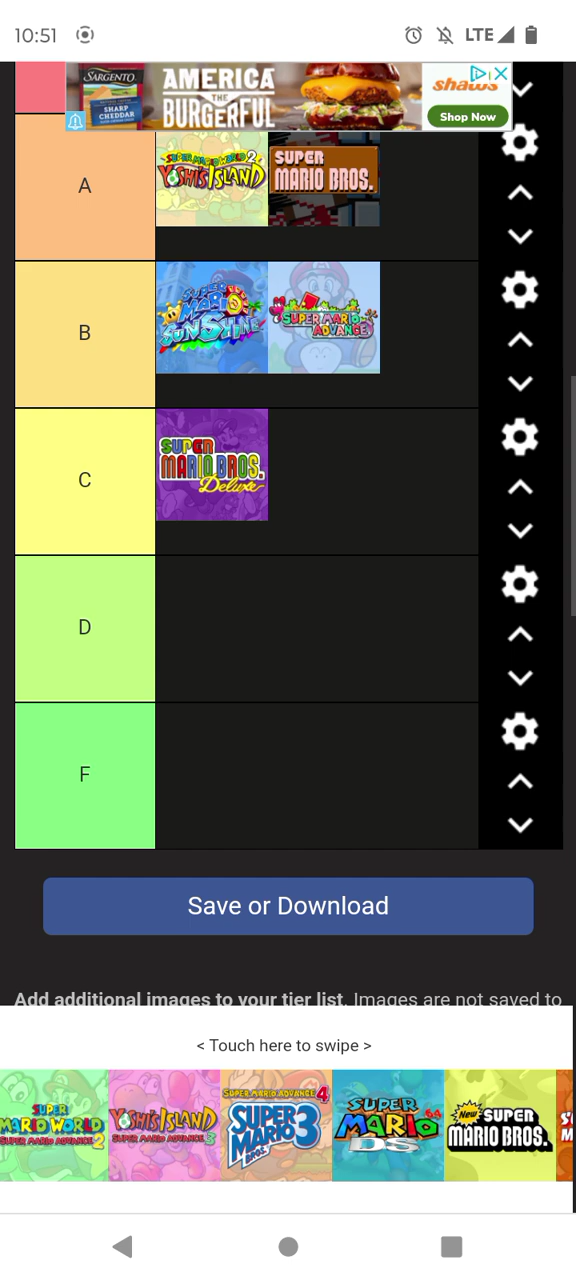 10:51 LTE
SARGENTO
SHARP
CHEDDAR
AMERICA
THE
BURGERFUL
shaws
Shop Now
A
SUPER MARIO WORLD 2
YOSHI'S ISLAND
SUPER
MARIO BROS.
B
SUPER
MARIO
SUNSHINE
SUPER MARIO
ADVANCE
C
SUPER
MARIO BROS.
Deluxe
D
F
Save or Download
Add additional images to your tier list. Images are not saved to
< Touch here to swipe >
SUPER
MARIO WORLD
SUPER MARIO ADVANCE 2
YOSHI'S ISLAND
SUPER MARIO ADVANCE 3
SUPER MARIO ADVANCE 4
SUPER
MARIO 3
BROS.
SUPER
MARIO 64
DS
New SUPER
MARIO BROS.